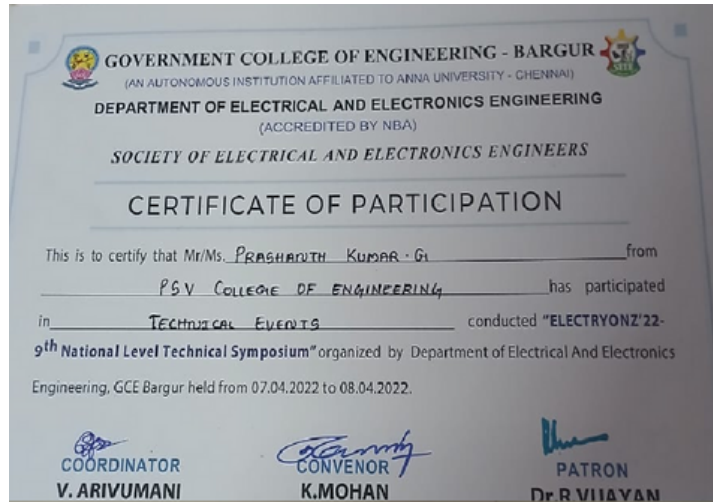 GOVERNMENT COLLEGE OF ENGINEERING - BARGUR
(AN AUTONOMOUS INSTITUTION AFFILIATED TO ANNA UNIVERSITY - CHENNAI)
DEPARTMENT OF ELECTRICAL AND ELECTRONICS ENGINEERING
(ACCREDITED BY NBA)
SOCIETY OF ELECTRICAL AND ELECTRONICS ENGINEERS
CERTIFICATE OF PARTICIPATION
This is to certify that Mr/Ms. PRASHANTH KUMAR. G from
PSV COLLEGE OF ENGINEERING has participated
in TECHNICAL EVENTS conducted "ELECTRYONZ'22-
9th National Level Technical Symposium" organized by Department of Electrical And Electronics
Engineering, GCE Bargur held from 07.04.2022 to 08.04.2022.
COORDINATOR CONVENOR PATRON
V. ARIVUMANI K.MOHAN Dr.R.VIJAYAN